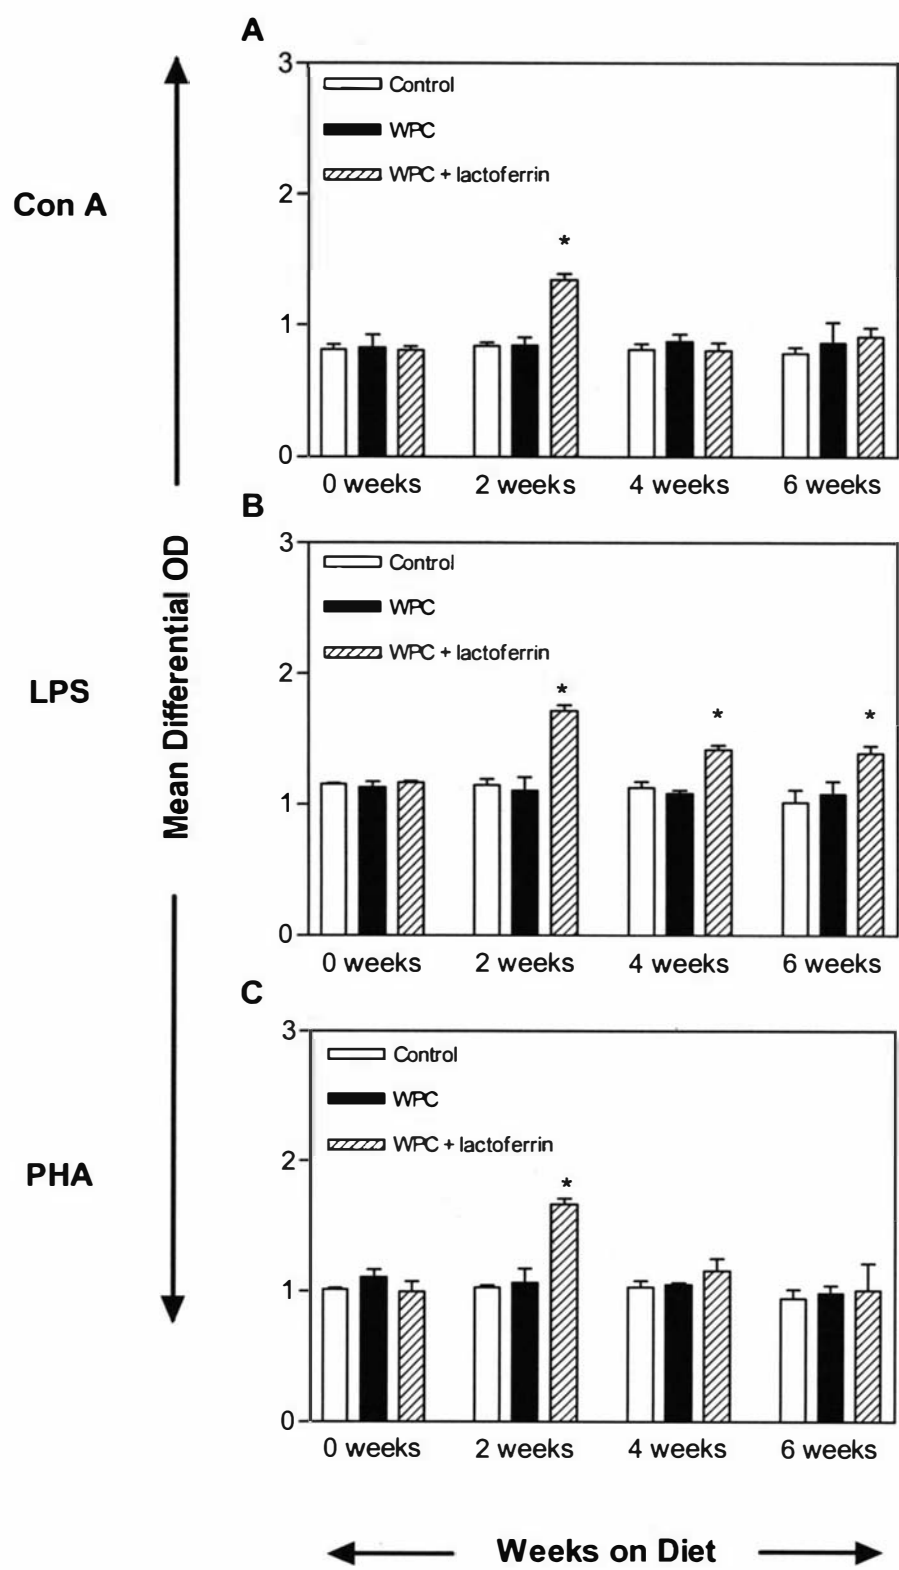 A
3
Control
WPC
WPC + lactoferrin
2
Con A
*
1
0
0 weeks 2 weeks 4 weeks 6 weeks
B
3
Control
WPC
WPC + lactoferrin
2
LPS
Mean Differential OD
* * *
1
0
0 weeks 2 weeks 4 weeks 6 weeks
C
3
Control
WPC
WPC + lactoferrin
2
PHA
*
1
0
0 weeks 2 weeks 4 weeks 6 weeks
Weeks on Diet